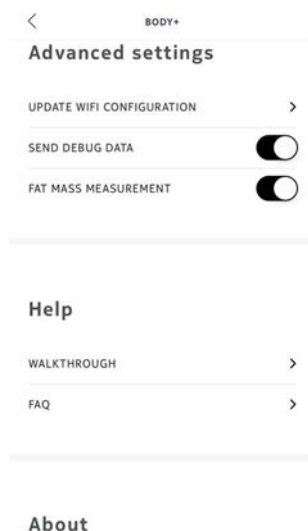 BODY+
Advanced settings
UPDATE WIFI CONFIGURATION
SEND DEBUG DATA
FAT MASS MEASUREMENT
Help
WALKTHROUGH
FAQ
About